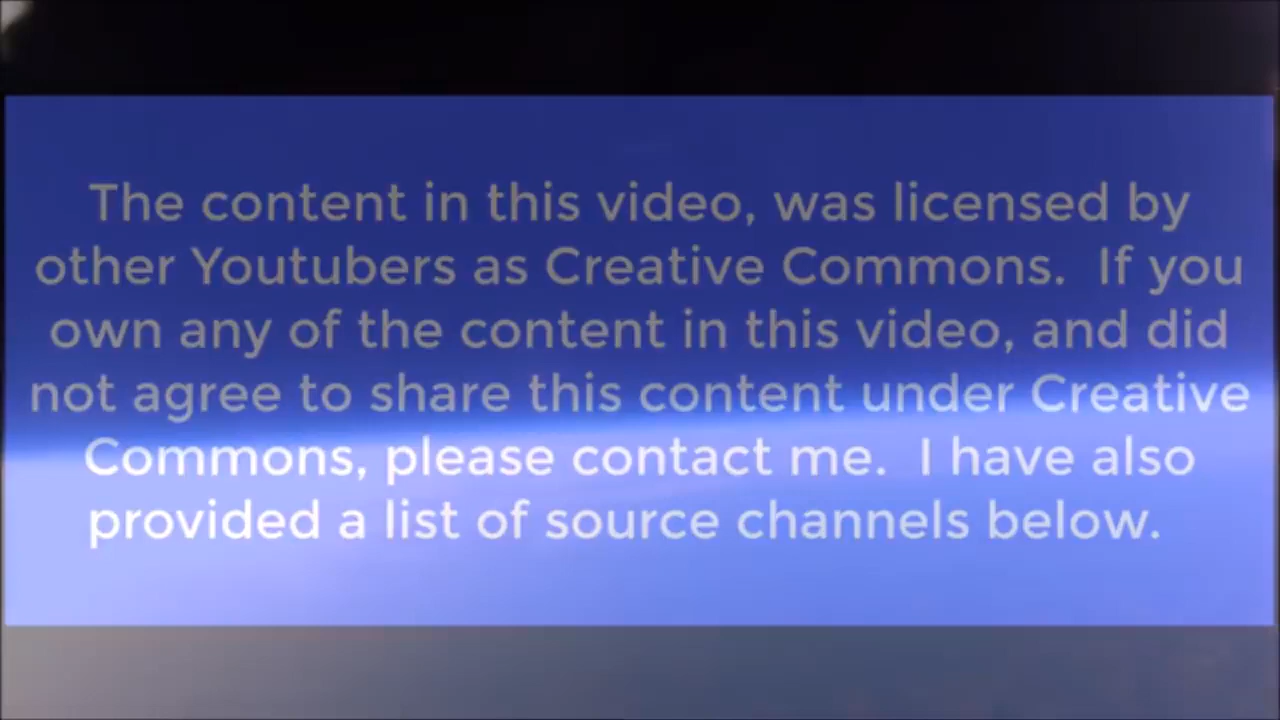 The content in this video, was licensed by
other Youtubers as Creative Commons.  If you
own any of the content in this video, and did
not agree to share this content under Creative
Commons, please contact me.  I have also
provided a list of source channels below.